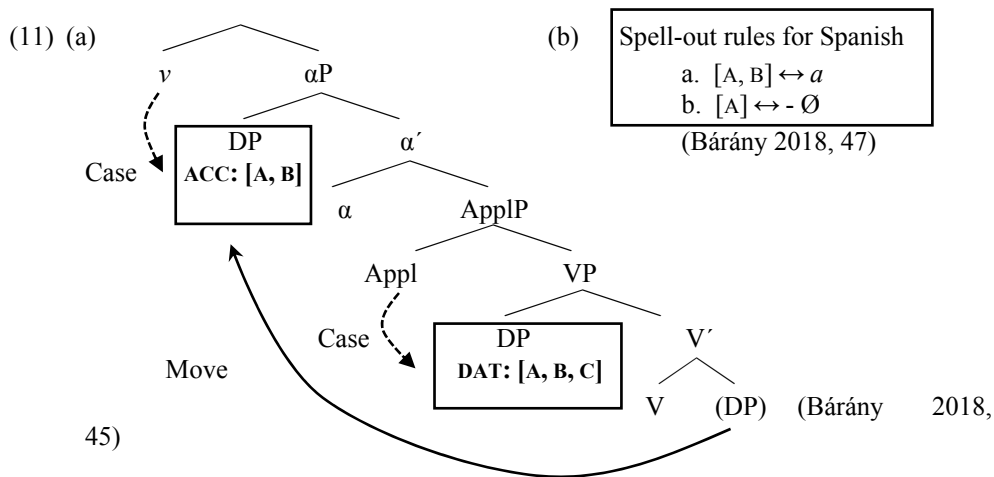 (11) (a) (b) Spell-out rules for Spanish
v αP a. [A, B] ↔ a
b. [A] ↔ - Ø
DP α´ (Bárány 2018, 47)
Case ACC: [A, B]
α ApplP
Appl VP
Case DP V´
Move DAT: [A, B, C]
V (DP) (Bárány 2018,
45)